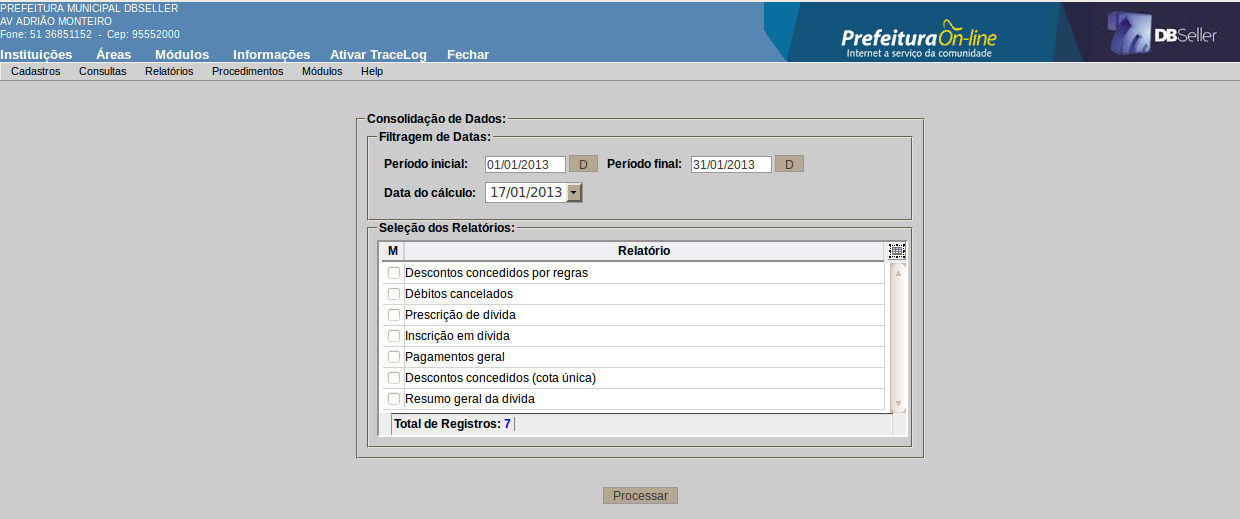 PREFEITURA MUNICIPAL DBSELLER
AV ADRIÃO MONTEIRO
Fone: 51 36851152 - Cep: 95552000
PrefeituraOn-line
Internet a serviço da comunidade
DBSeller
Instituições Áreas Módulos Informações Ativar TraceLog Fechar
Cadastros Consultas Relatórios Procedimentos Módulos Help
Consolidação de Dados:
Filtragem de Datas:
Período inicial: 01/01/2013 D Período final: 31/01/2013 D
Data do cálculo: 17/01/2013
Seleção dos Relatórios:
M Relatório
Descontos concedidos por regras
Débitos cancelados
Prescrição de dívida
Inscrição em dívida
Pagamentos geral
Descontos concedidos (cota única)
Resumo geral da dívida
Total de Registros: 7
Processar